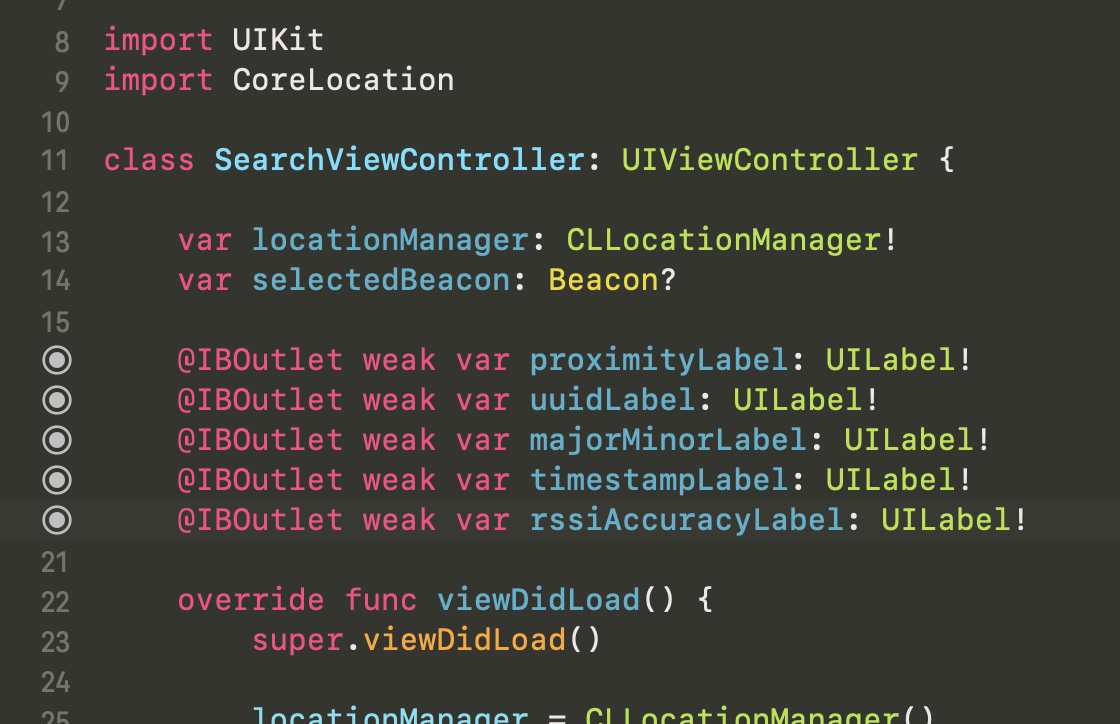 7
8 import UIKit
9 import CoreLocation
10
11 class SearchViewController: UIViewController {
12
13     var locationManager: CLLocationManager!
14     var selectedBeacon: Beacon?
15
    @IBOutlet weak var proximityLabel: UILabel!
    @IBOutlet weak var uuidLabel: UILabel!
    @IBOutlet weak var majorMinorLabel: UILabel!
    @IBOutlet weak var timestampLabel: UILabel!
    @IBOutlet weak var rssiAccuracyLabel: UILabel!
21
22     override func viewDidLoad() {
23         super.viewDidLoad()
24
25         locationManager = CLLocationManager()